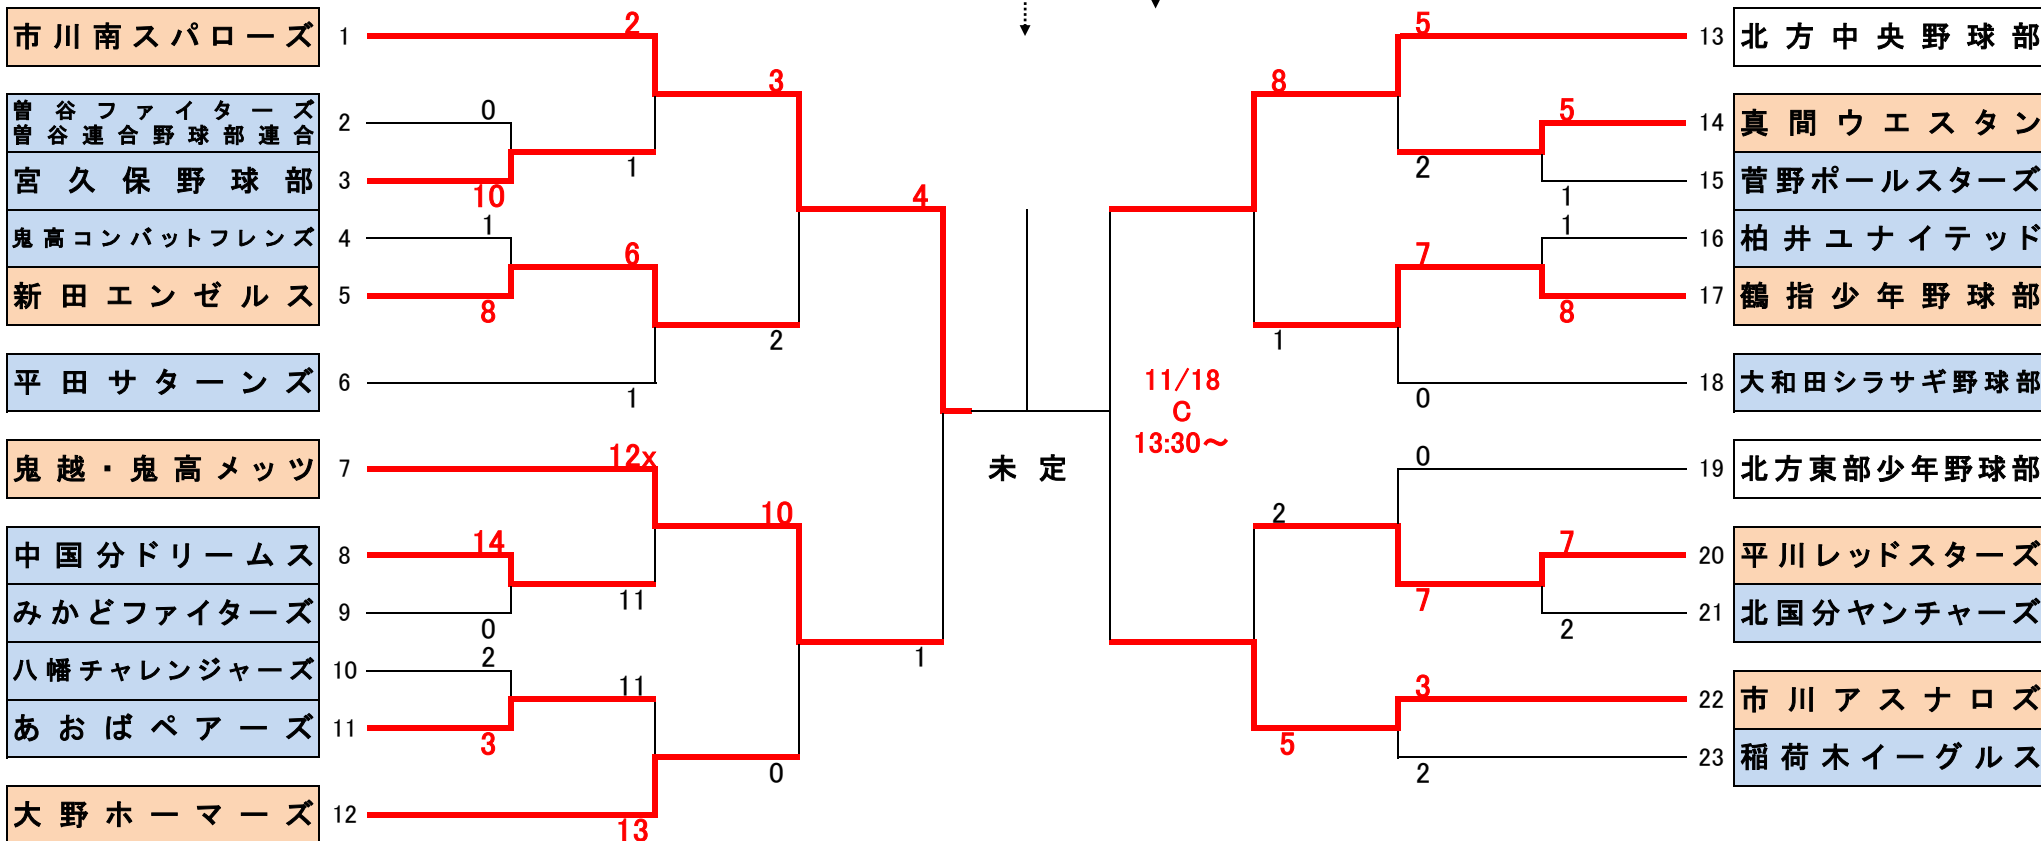 市川南スパローズ 1
曽谷ファイターズ
曽谷連合野球部連合 2
宮久保野球部 3
鬼高コンバットフレンズ 4
新田エンゼルス 5
平田サターンズ 6
鬼越・鬼高メッツ 7
中国分ドリームス 8
みかどファイターズ 9
八幡チャレンジャーズ 10
あおばペアーズ 11
大野ホーマーズ 12
0
10
1
8
14
0
2
3
2
1
6
1
12x
11
11
13
3
2
10
0
4
1
未定
11/18
C
13:30～
8
1
2
5
5
2
7
0
0
7
3
2
5
1
1
8
7
2
13 北方中央野球部
14 真間ウエスタン
15 菅野ポールスターズ
16 柏井ユナイテッド
17 鶴指少年野球部
18 大和田シラサギ野球部
19 北方東部少年野球部
20 平川レッドスターズ
21 北国分ヤンチャーズ
22 市川アスナロズ
23 稲荷木イーグルス